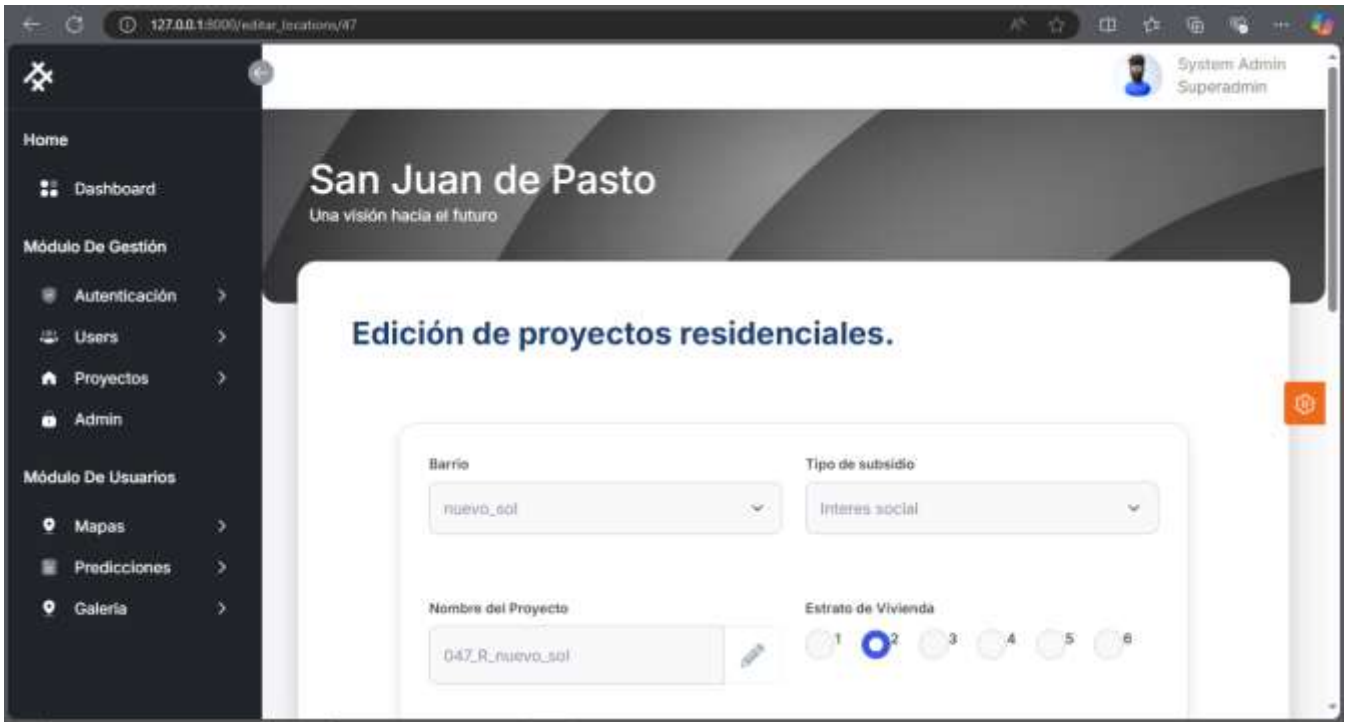 127.0.0.1:8000/editar_locations/47
System Admin
Superadmin
Home
Dashboard
Módulo De Gestión
Autenticación
Users
Proyectos
Admin
Módulo De Usuarios
Mapas
Predicciones
Galeria
San Juan de Pasto
Una visión hacia el futuro
Edición de proyectos residenciales.
Barrio
Tipo de subsidio
nuevo_sol
Interes social
Nombre del Proyecto
Estrato de Vivienda
047_R_nuevo_sol
1 2 3 4 5 6